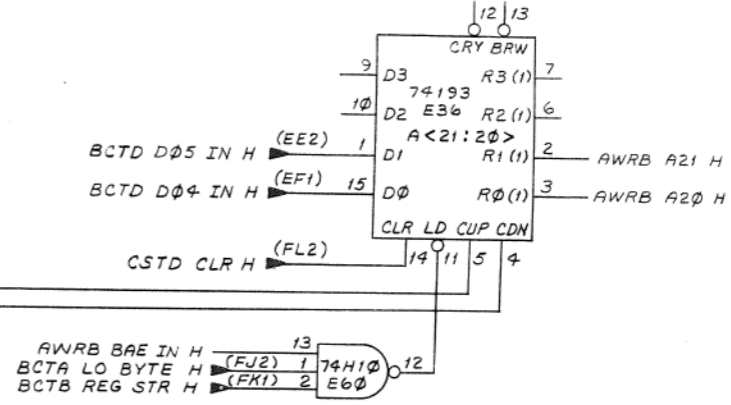 12 13
CRY BRW
9 D3 R3(1) 7
74193
1Ø D2 E36 R2(1) 6
A<21:2Ø>
BCTD DØ5 IN H (EE2) 1 D1 R1(1) 2 AWRB A21 H
BCTD DØ4 IN H (EF1) 15 DØ RØ(1) 3 AWRB A2Ø H
CLR LD CUP CDN
CSTD CLR H (FL2) 14 11 5 4
AWRB BAE IN H 13
BCTA LO BYTE H (FJ2) 1 74H1Ø 12
BCTB REG STR H (FK1) 2 E6Ø